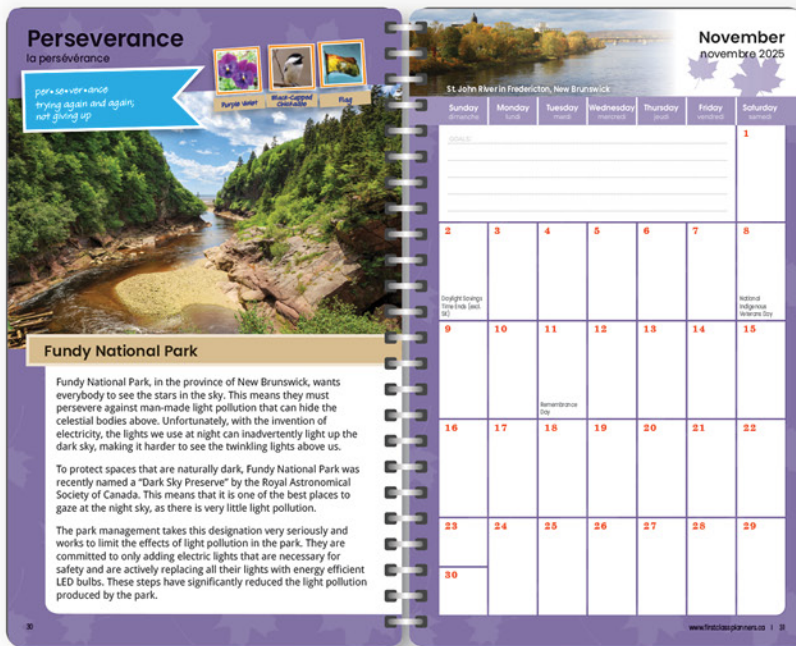 Perseverance
la persévérance
per•se•ver•ance
trying again and again;
not giving up
Purple Violet
Black-Capped
Chickadee
Flag
Fundy National Park
Fundy National Park, in the province of New Brunswick, wants
everybody to see the stars in the sky. This means they must
persevere against man-made light pollution that can hide the
celestial bodies above. Unfortunately, with the invention of
electricity, the lights we use at night can inadvertently light up the
dark sky, making it harder to see the twinkling lights above us.
To protect spaces that are naturally dark, Fundy National Park was
recently named a “Dark Sky Preserve” by the Royal Astronomical
Society of Canada. This means that it is one of the best places to
gaze at the night sky, as there is very little light pollution.
The park management takes this designation very seriously and
works to limit the effects of light pollution in the park. They are
committed to only adding electric lights that are necessary for
safety and are actively replacing all their lights with energy efficient
LED bulbs. These steps have significantly reduced the light pollution
produced by the park.
30
November
novembre 2025
St. John River in Fredericton, New Brunswick
Sunday Monday Tuesday Wednesday Thursday Friday Saturday
dimanche lundi mardi mercredi jeudi vendredi samedi
GOALS:
1
2 3 4 5 6 7 8
Daylight Savings
Time Ends (excl.
SK)
National
Indigenous
Veterans Day
9 10 11 12 13 14 15
Remembrance
Day
16 17 18 19 20 21 22
23 24 25 26 27 28 29
30
www.firstclassplanners.ca | 31